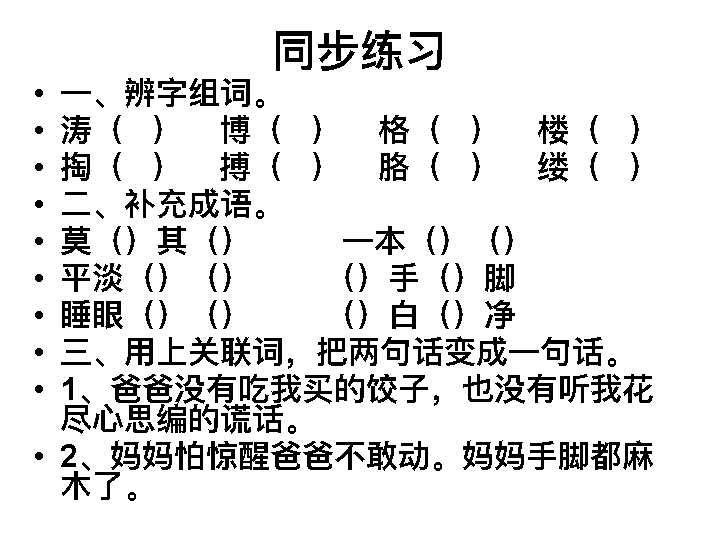 同步练习
• 一、辨字组词。
• 涛（ ） 博（ ） 格（ ） 楼（ ）
• 掏（ ） 搏（ ） 胳（ ） 缕（ ）
• 二、补充成语。
• 莫（）其（） 一本（）（）
• 平淡（）（） （）手（）脚
• 睡眼（）（） （）白（）净
• 三、用上关联词，把两句话变成一句话。
• 1、爸爸没有吃我买的饺子，也没有听我花
尽心思编的谎话。
• 2、妈妈怕惊醒爸爸不敢动。妈妈手脚都麻
木了。